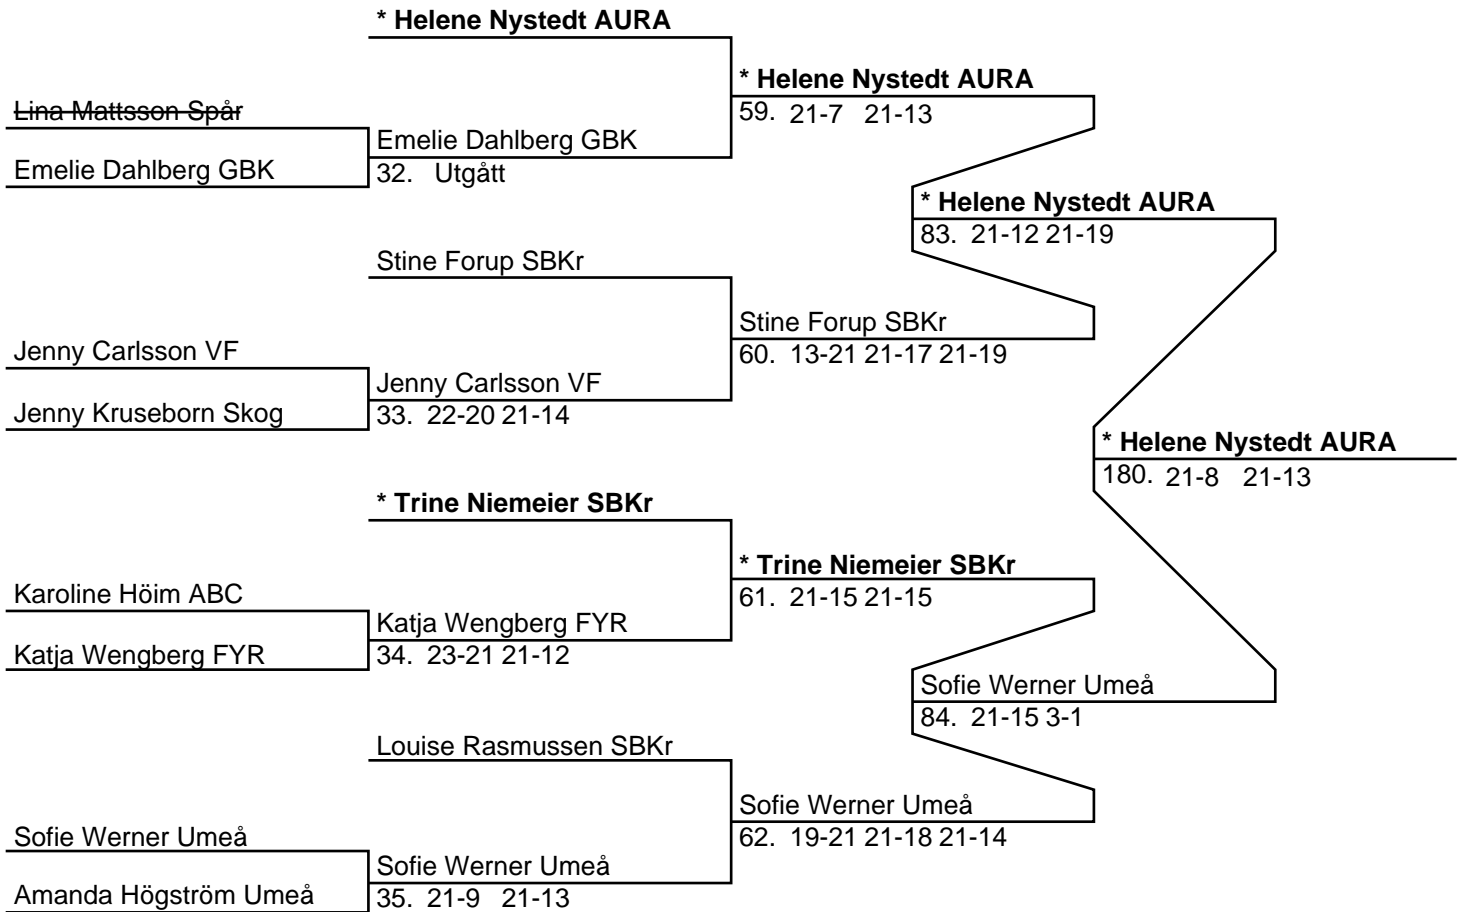 * Helene Nystedt AURA
* Helene Nystedt AURA
Lina Mattsson Spår
59. 21-7 21-13
Emelie Dahlberg GBK
Emelie Dahlberg GBK
32. Utgått
* Helene Nystedt AURA
83. 21-12 21-19
Stine Forup SBKr
Stine Forup SBKr
Jenny Carlsson VF
60. 13-21 21-17 21-19
Jenny Carlsson VF
Jenny Kruseborn Skog
33. 22-20 21-14
* Helene Nystedt AURA
180. 21-8 21-13
* Trine Niemeier SBKr
* Trine Niemeier SBKr
Karoline Höim ABC
61. 21-15 21-15
Katja Wengberg FYR
Katja Wengberg FYR
34. 23-21 21-12
Sofie Werner Umeå
84. 21-15 3-1
Louise Rasmussen SBKr
Sofie Werner Umeå
Sofie Werner Umeå
62. 19-21 21-18 21-14
Sofie Werner Umeå
Amanda Högström Umeå
35. 21-9 21-13